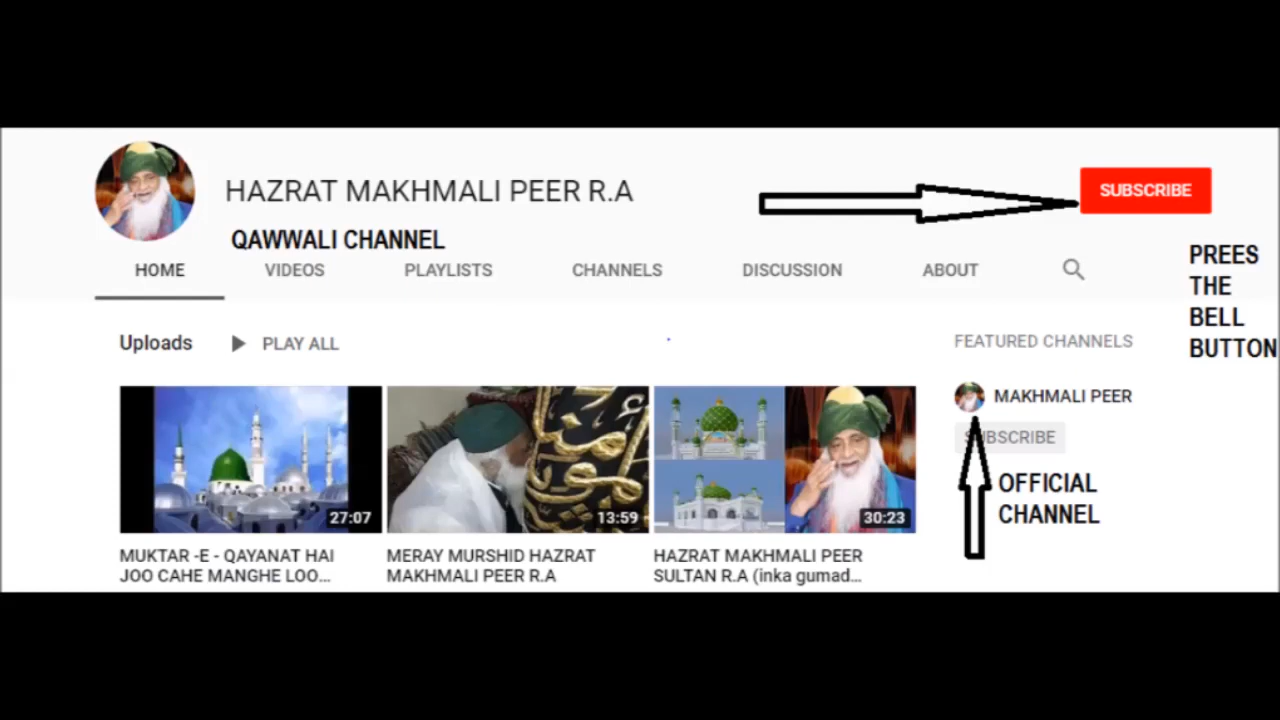 HAZRAT MAKHMALI PEER R.A
SUBSCRIBE
QAWWALI CHANNEL
HOME VIDEOS PLAYLISTS CHANNELS DISCUSSION ABOUT
PREES
THE
BELL
BUTTON
Uploads PLAY ALL
FEATURED CHANNELS
27:07
13:59
30:23
MUKTAR -E - QAYANAT HAI
JOO CAHE MANGHE LOO...
MERAY MURSHID HAZRAT
MAKHMALI PEER R.A
HAZRAT MAKHMALI PEER
SULTAN R.A (inka gumad...
MAKHMALI PEER
SUBSCRIBE
OFFICIAL
CHANNEL